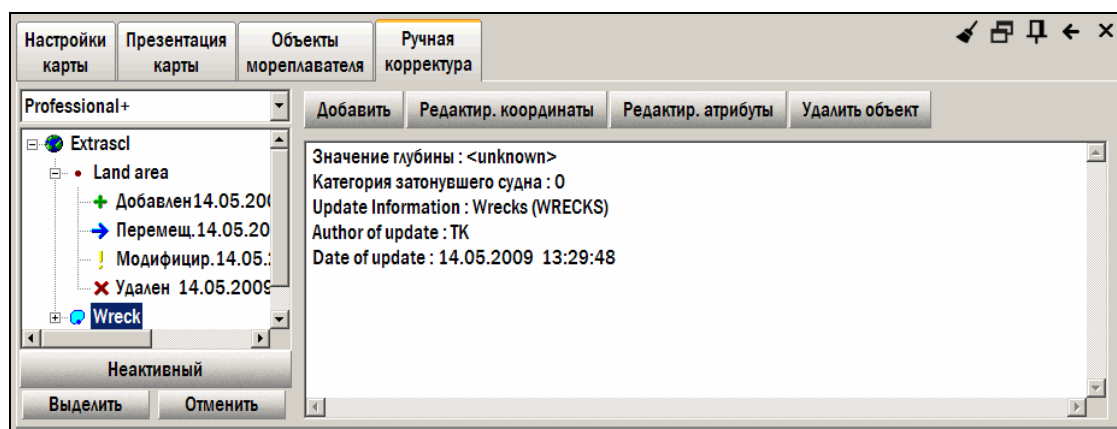 Настройки карты
Презентация карты
Объекты мореплавателя
Ручная корректура
Professional+
Extrascl
Land area
Добавлен14.05.200
Перемещ.14.05.20
Модифицир.14.05.
Удален 14.05.2009
Wreck
Неактивный
Выделить
Отменить
Добавить
Редактир. координаты
Редактир. атрибуты
Удалить объект
Значение глубины : <unknown>
Категория затонувшего судна : 0
Update Information : Wrecks (WRECKS)
Author of update : TK
Date of update : 14.05.2009 13:29:48